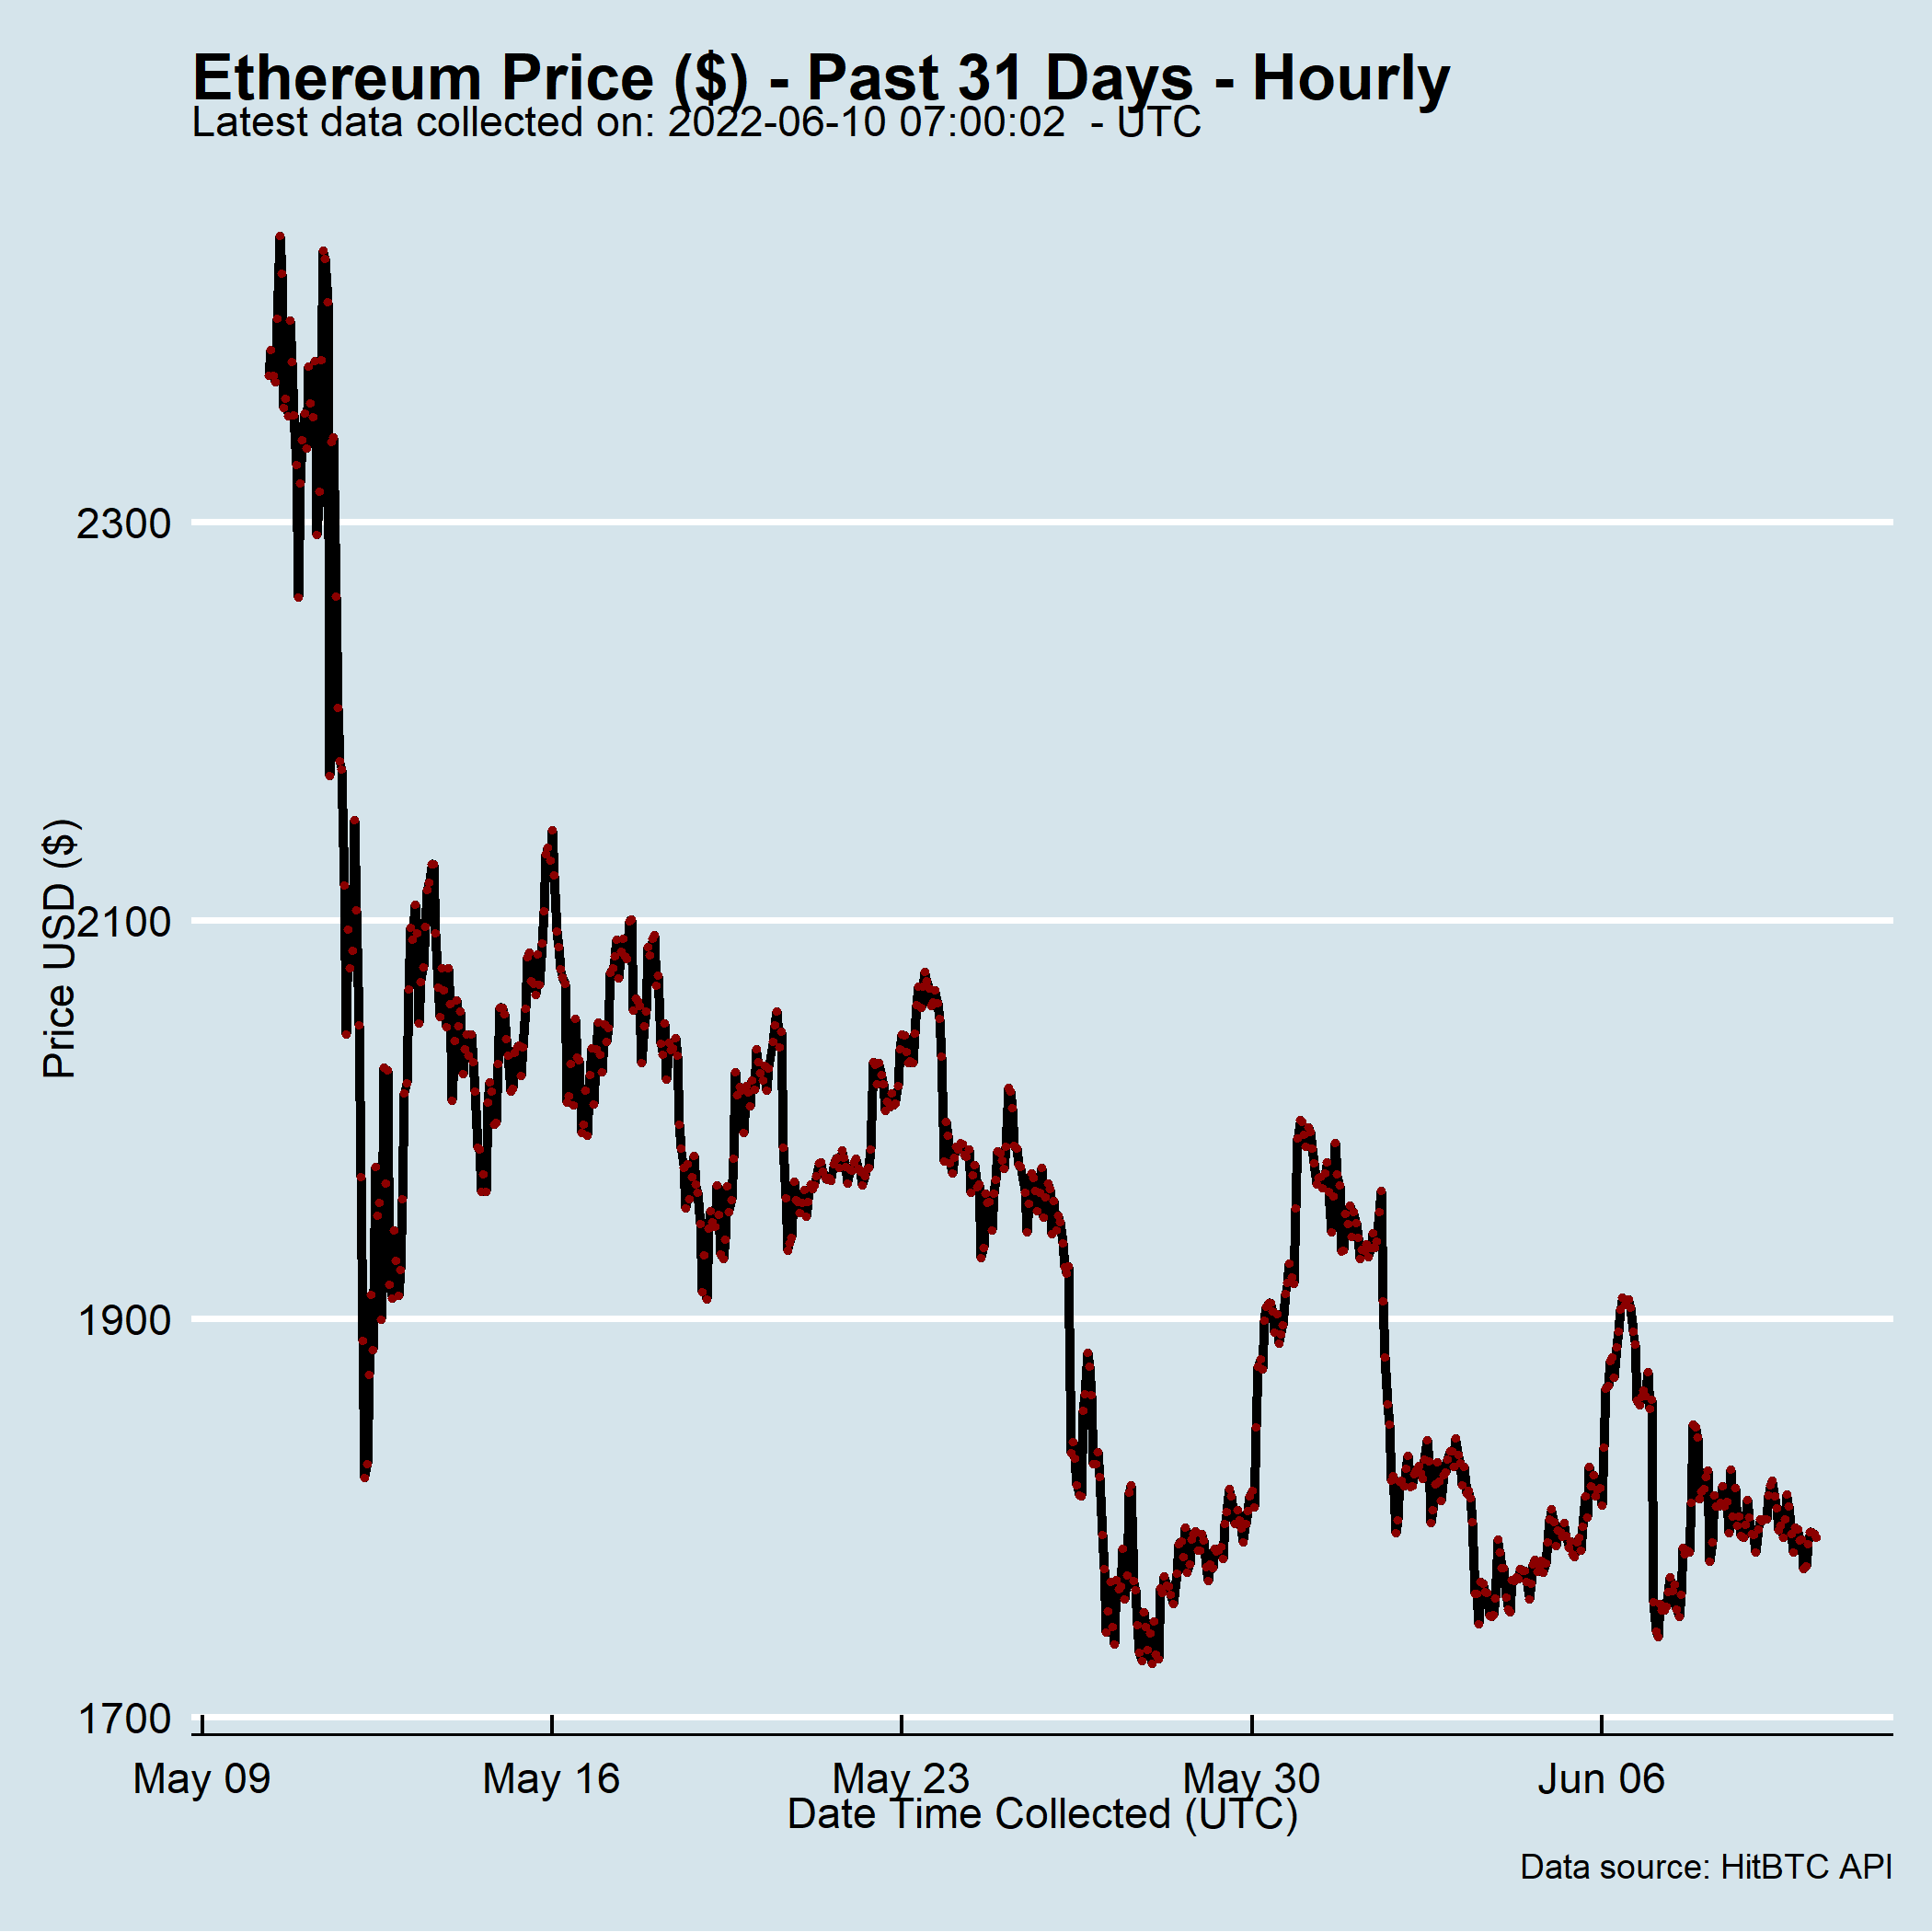 Ethereum Price ($) - Past 31 Days - Hourly
Latest data collected on: 2022-06-10 07:00:02  - UTC
2300
2100
1900
1700
Price USD ($)
May 09
May 16
May 23
May 30
Jun 06
Date Time Collected (UTC)
Data source: HitBTC API